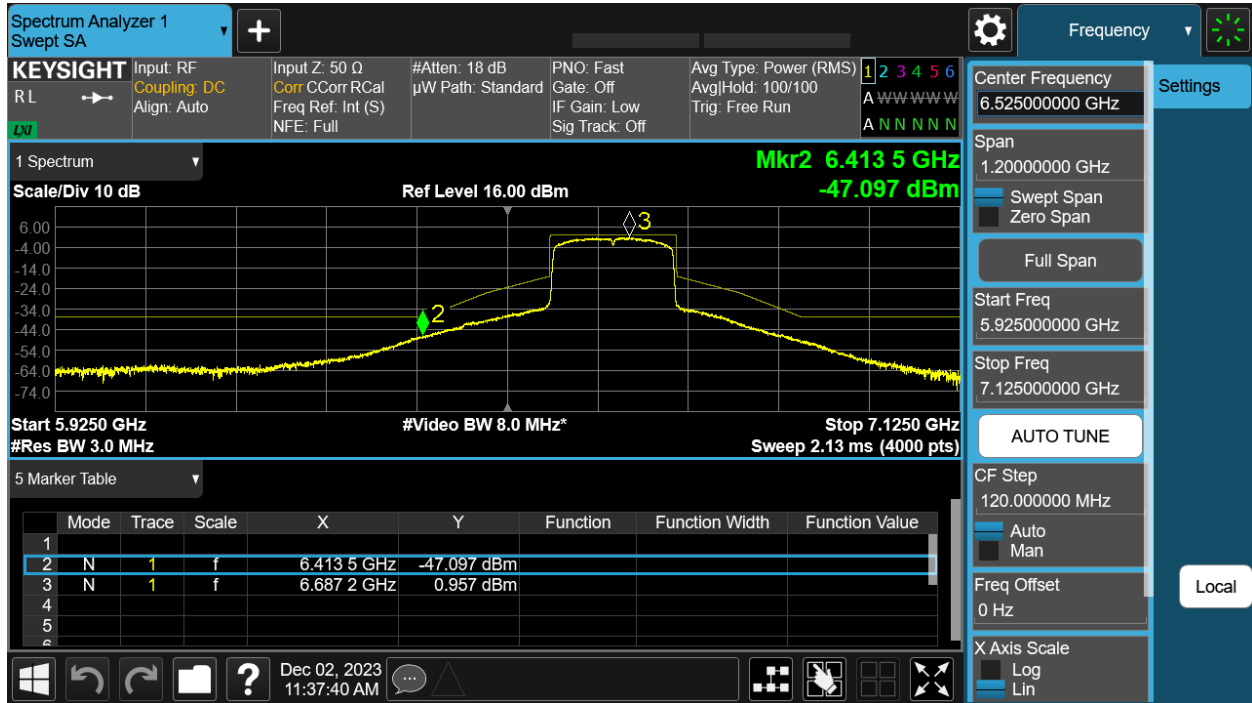 Spectrum Analyzer 1
Swept SA
+
Frequency
KEYSIGHT
R L
LXI
Input: RF
Coupling: DC
Align: Auto
Input Z: 50 Ω
Corr CCorr RCal
Freq Ref: Int (S)
NFE: Full
#Atten: 18 dB
µW Path: Standard
PNO: Fast
Gate: Off
IF Gain: Low
Sig Track: Off
Avg Type: Power (RMS)
Avg|Hold: 100/100
Trig: Free Run
1 2 3 4 5 6
A W W W W W
A N N N N N
1 Spectrum
Mkr2 6.413 5 GHz
-47.097 dBm
Scale/Div 10 dB
Ref Level 16.00 dBm
6.00
-4.00
-14.0
-24.0
-34.0
-44.0
-54.0
-64.0
-74.0
2
3
Start 5.9250 GHz
#Video BW 8.0 MHz*
Stop 7.1250 GHz
#Res BW 3.0 MHz
Sweep 2.13 ms (4000 pts)
5 Marker Table
Mode Trace Scale X Y Function Function Width Function Value
1
2 N 1 f 6.413 5 GHz -47.097 dBm
3 N 1 f 6.687 2 GHz 0.957 dBm
4
5
6
?
Dec 02, 2023
11:37:40 AM
Center Frequency
6.525000000 GHz
Span
1.20000000 GHz
Swept Span
Zero Span
Full Span
Start Freq
5.925000000 GHz
Stop Freq
7.125000000 GHz
AUTO TUNE
CF Step
120.000000 MHz
Auto
Man
Freq Offset
0 Hz
X Axis Scale
Log
Lin
Settings
Local